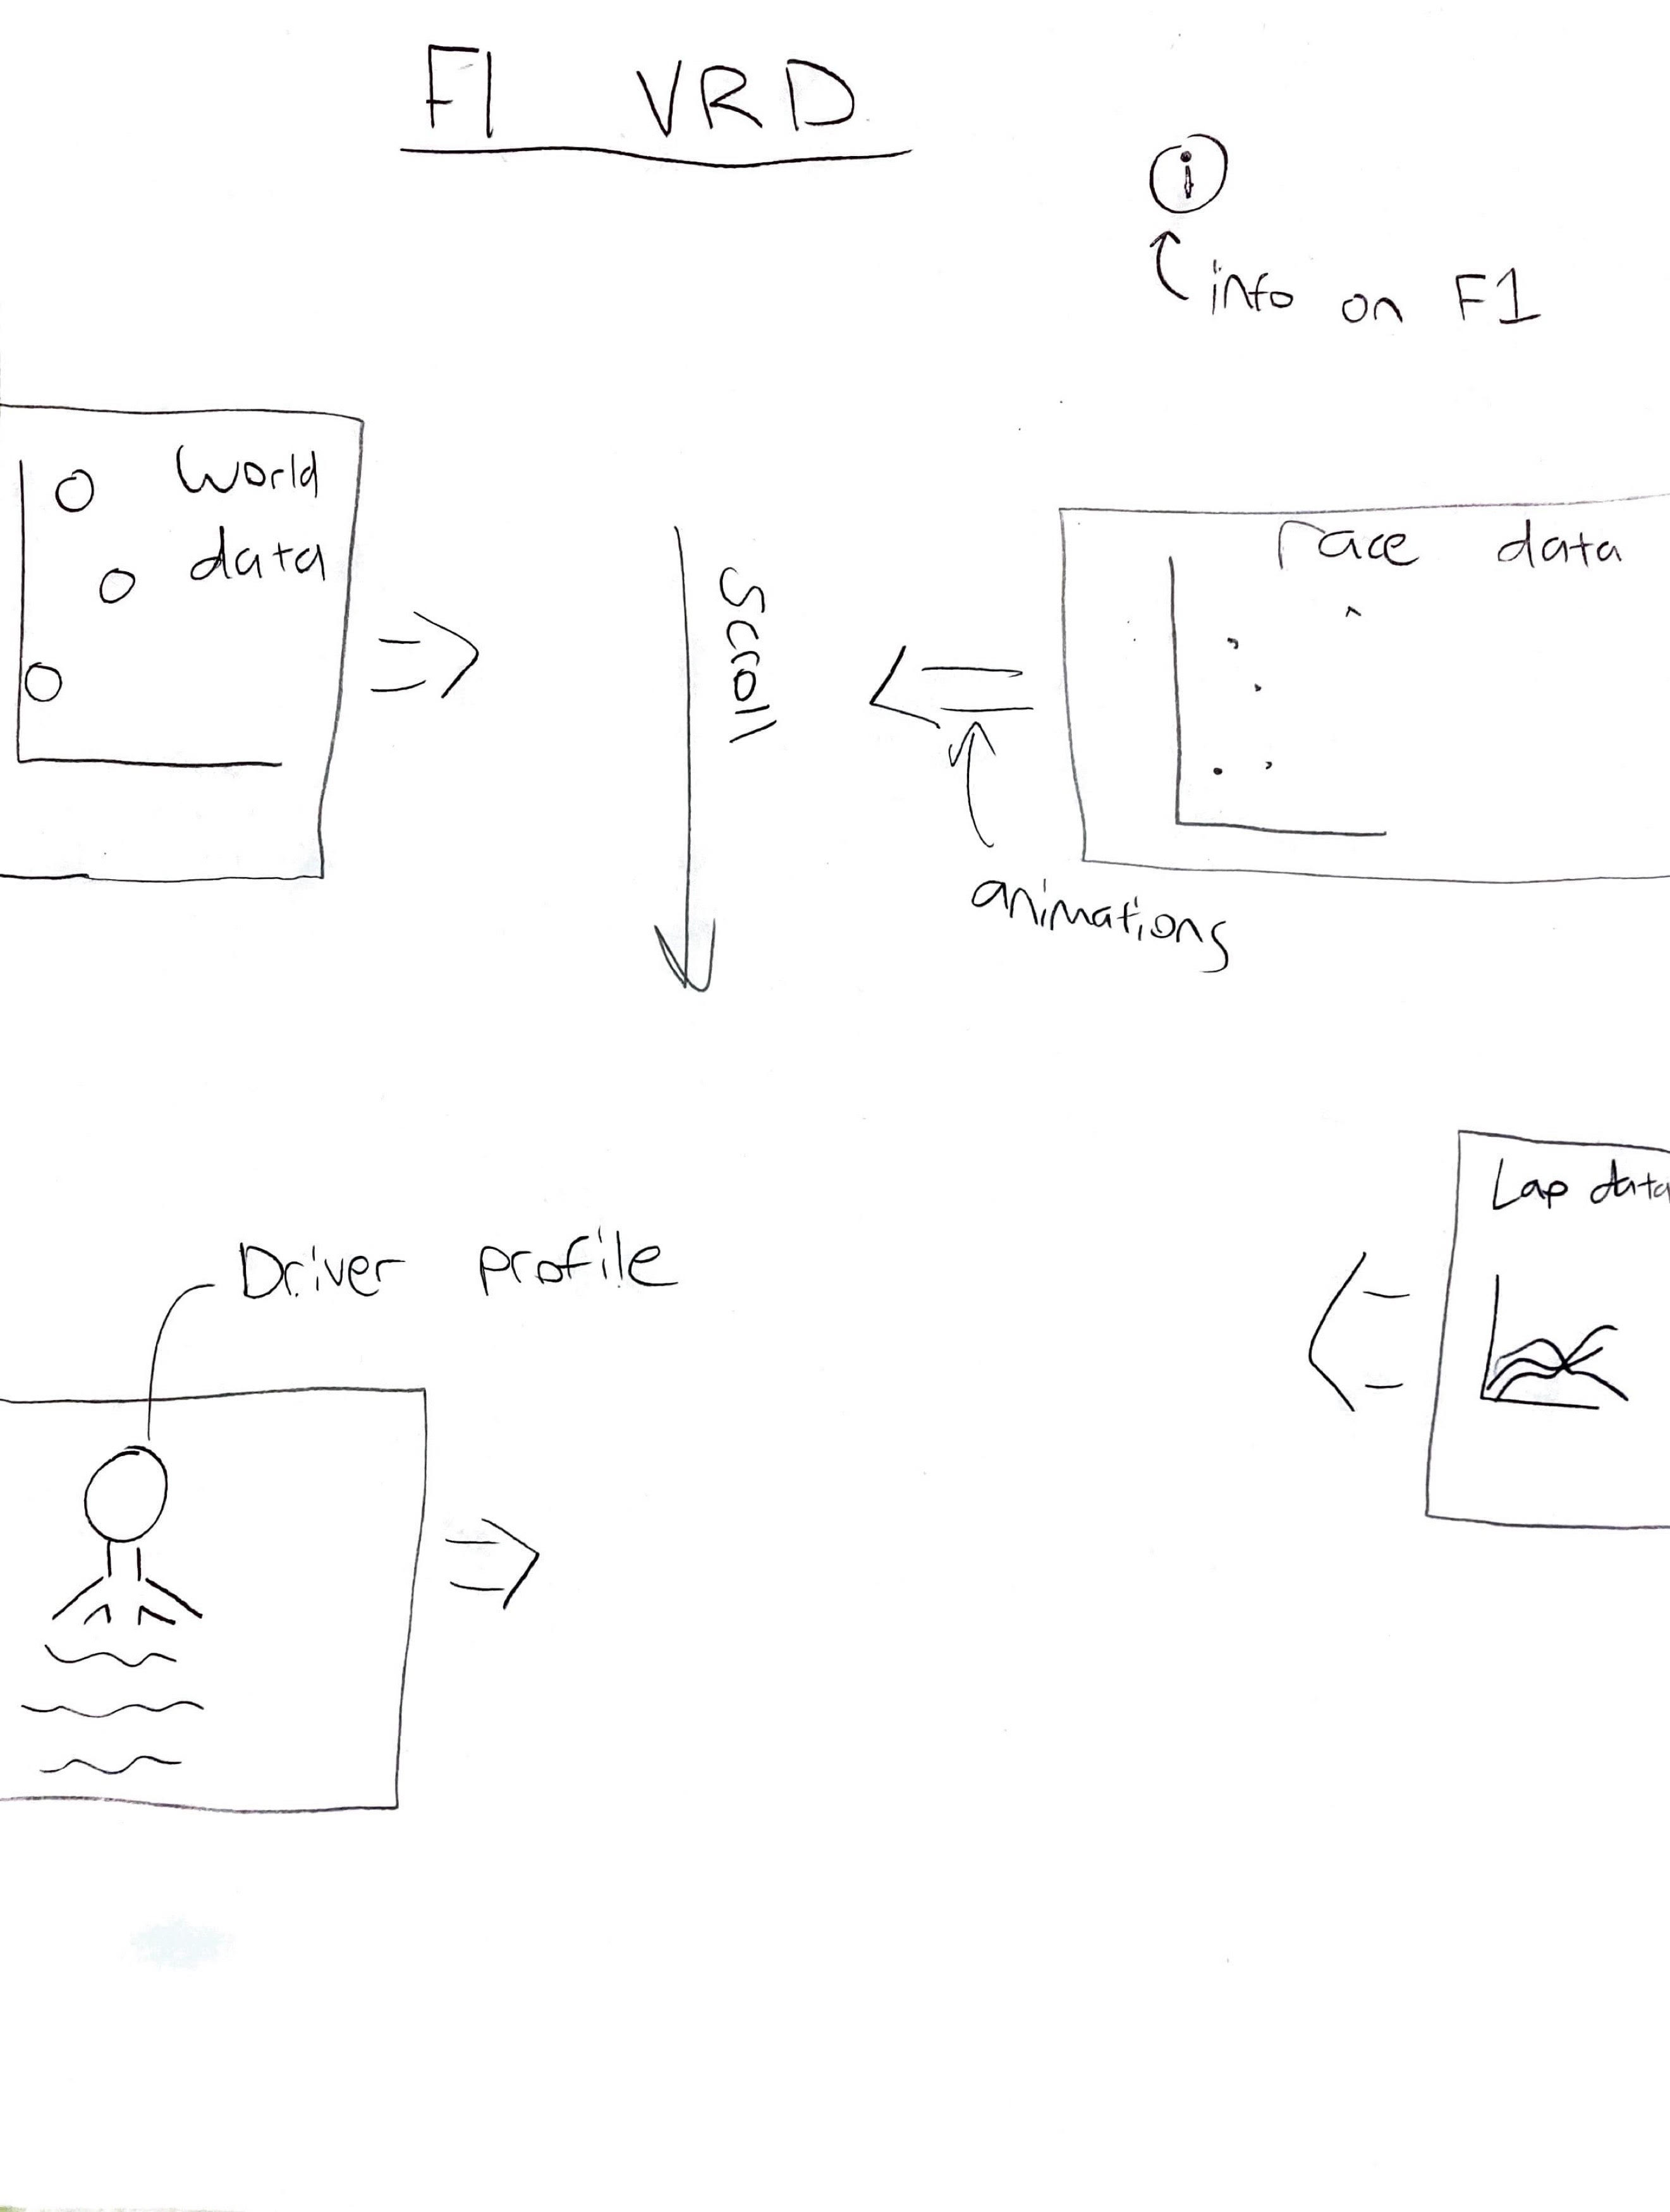 F1 VRD
i
info on F1
World
data
Scroll
race data
animations
Lap data
Driver profile